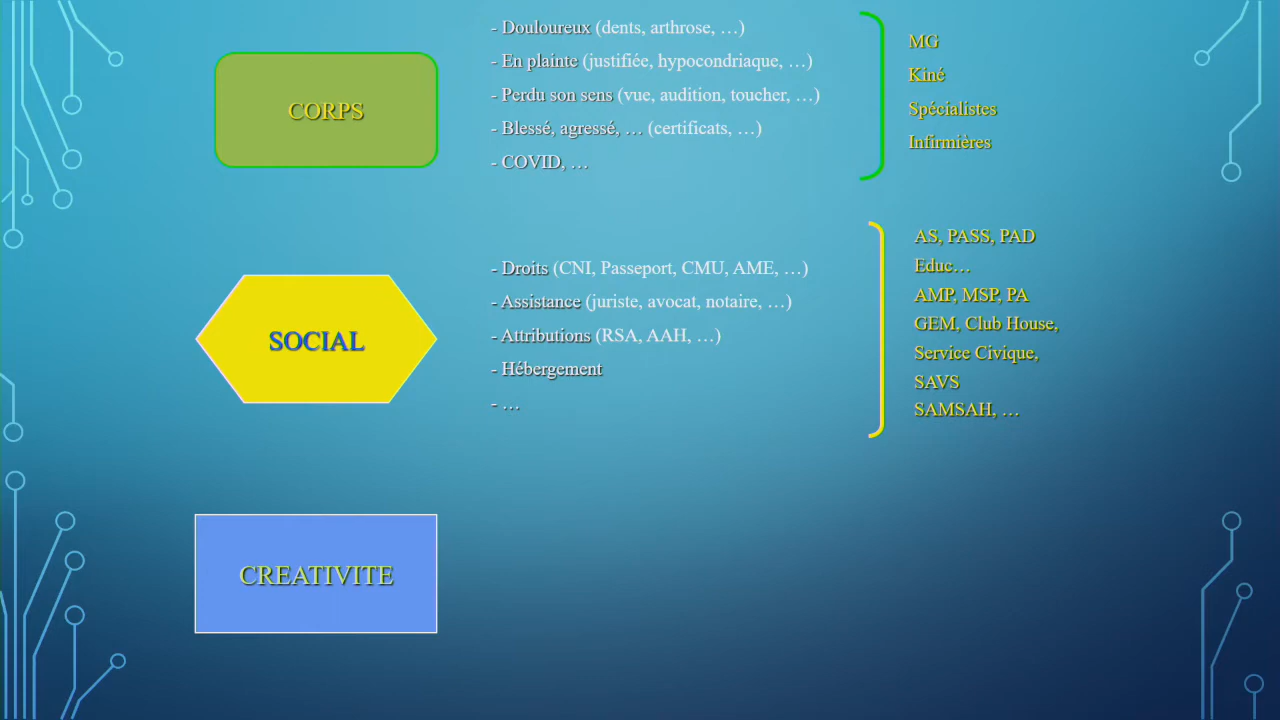 CORPS
- Douloureux (dents, arthrose, …)
- En plainte (justifiée, hypocondriaque, …)
- Perdu son sens (vue, audition, toucher, …)
- Blessé, agressé, … (certificats, …)
- COVID, …
MG
Kiné
Spécialistes
Infirmières
SOCIAL
- Droits (CNI, Passeport, CMU, AME, …)
- Assistance (juriste, avocat, notaire, …)
- Attributions (RSA, AAH, …)
- Hébergement
- …
AS, PASS, PAD
Educ…
AMP, MSP, PA
GEM, Club House,
Service Civique,
SAVS
SAMSAH, …
CREATIVITE